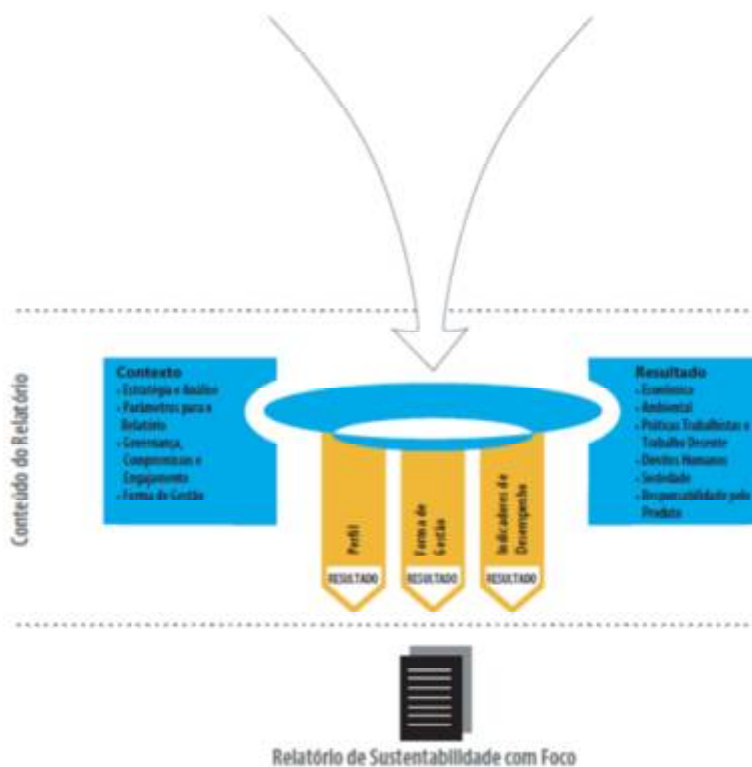 Conteúdo do Relatório
Contexto
• Estratégia e Análise
• Parâmetros para o
Relatório
• Governança,
Compromissos e
Engajamento
• Forma de Gestão
Resultado
• Econômico
• Ambiental
• Práticas Trabalhistas e
Trabalho Decente
• Direitos Humanos
• Sociedade
• Responsabilidade pelo
Produto
Perfil
Forma de
Gestão
Indicadores de
Desempenho
RESULTADO
RESULTADO
RESULTADO
Relatório de Sustentabilidade com Foco